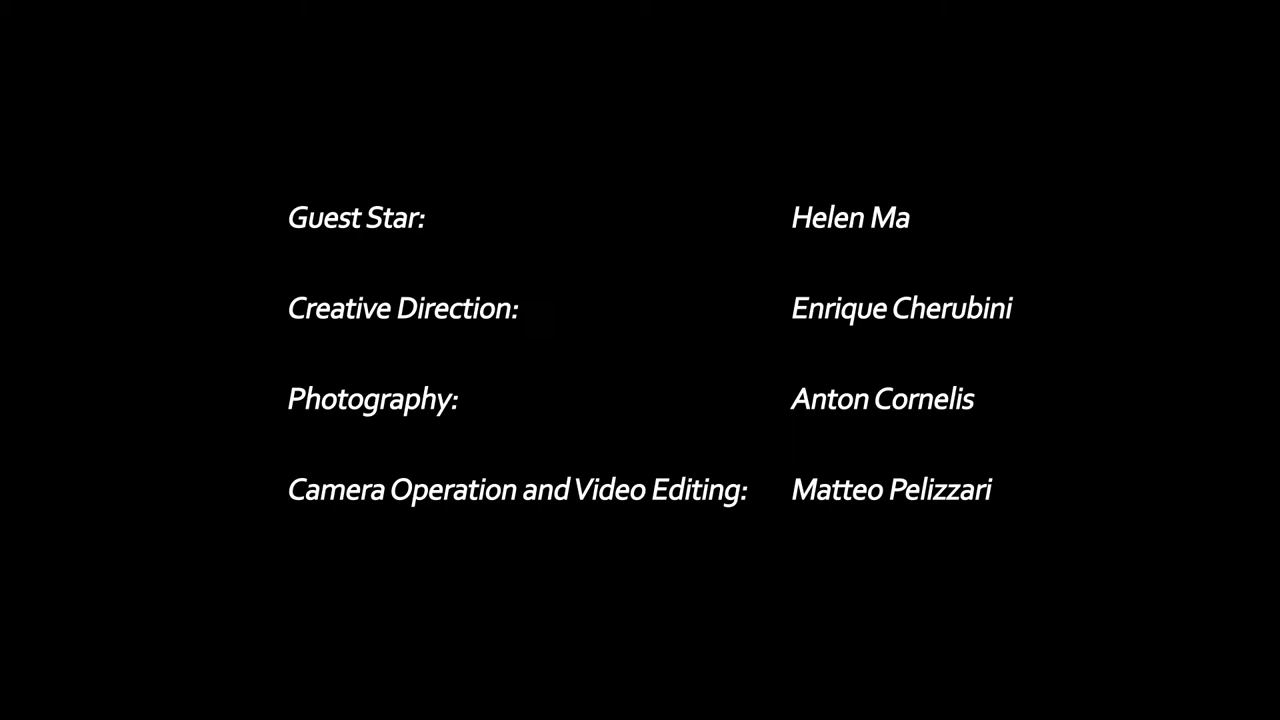 Guest Star: Helen Ma
Creative Direction: Enrique Cherubini
Photography: Anton Cornelis
Camera Operation and Video Editing: Matteo Pelizzari